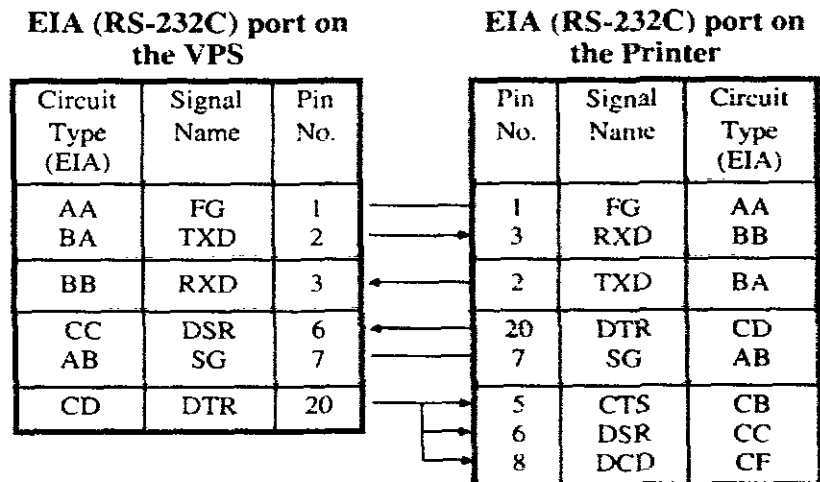 EIA (RS-232C) port on
the VPS
Circuit Type (EIA) Signal Name Pin No.
AA FG 1
BA TXD 2
BB RXD 3
CC DSR 6
AB SG 7
CD DTR 20
EIA (RS-232C) port on
the Printer
Pin No. Signal Name Circuit Type (EIA)
1 FG AA
3 RXD BB
2 TXD BA
20 DTR CD
7 SG AB
5 CTS CB
6 DSR CC
8 DCD CF